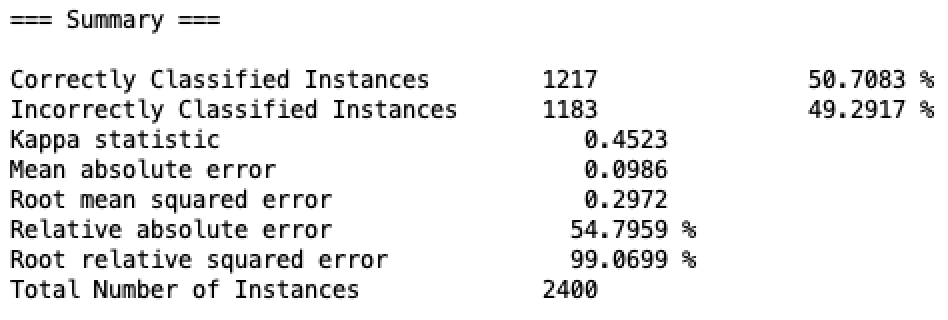 === Summary ===
Correctly Classified Instances 1217 50.7083 %
Incorrectly Classified Instances 1183 49.2917 %
Kappa statistic 0.4523
Mean absolute error 0.0986
Root mean squared error 0.2972
Relative absolute error 54.7959 %
Root relative squared error 99.0699 %
Total Number of Instances 2400